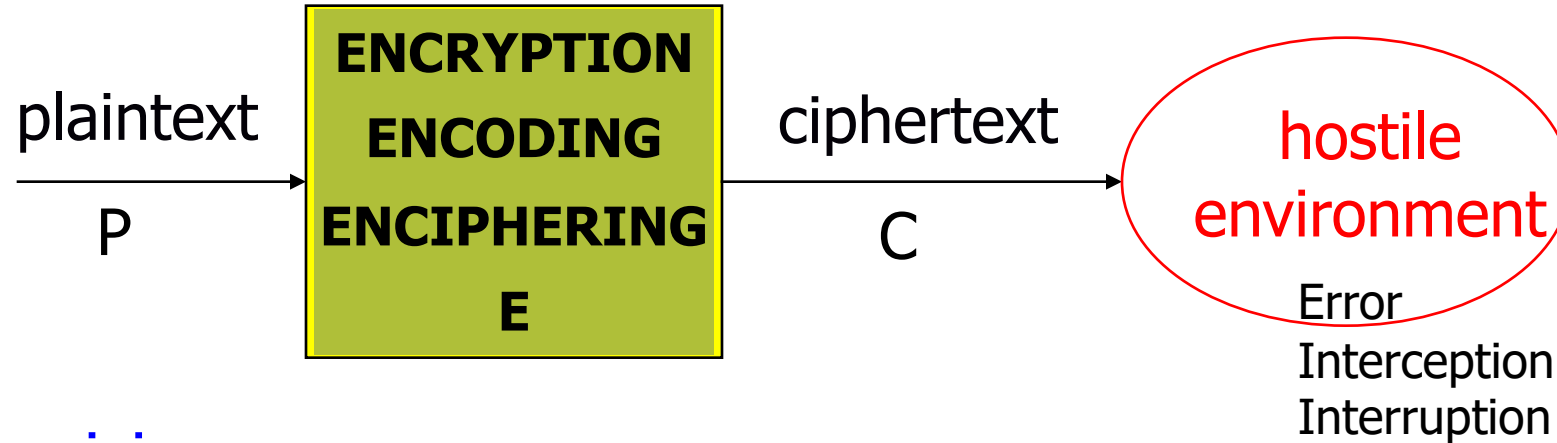 plaintext
P
ENCRYPTION
ENCODING
ENCIPHERING
E
ciphertext
C
hostile
environment
Error
Interception
Interruption